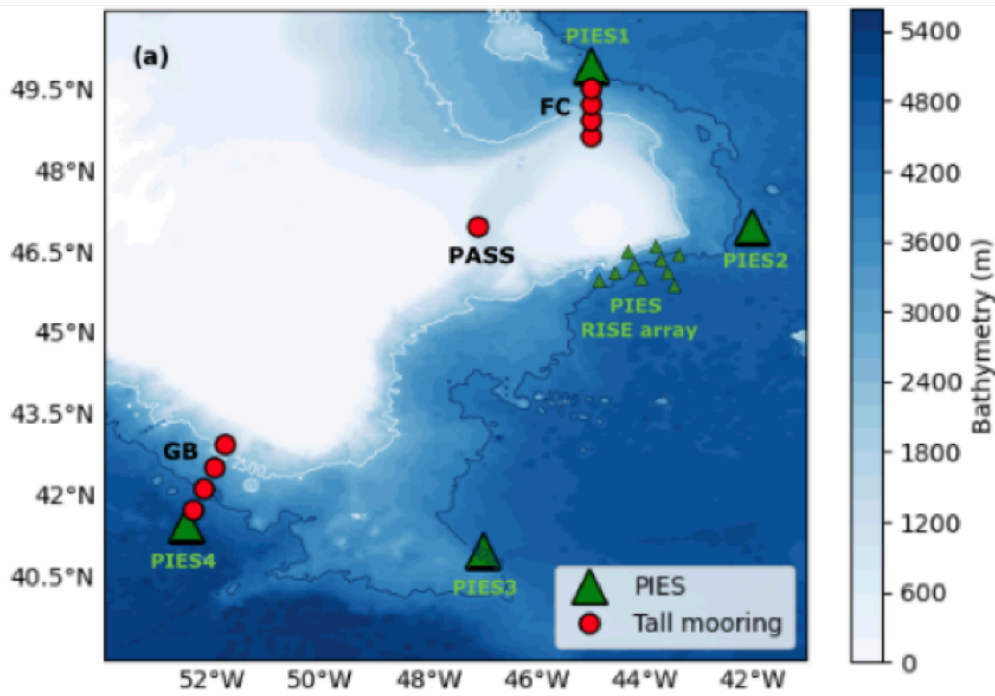 2500
PIES1
(a)
49.5°N
FC
48°N
46.5°N
PASS
PIES2
PIES
RISE array
45°N
43.5°N
GB
2500
42°N
PIES4
40.5°N
PIES3
PIES
Tall mooring
52°W
50°W
48°W
46°W
44°W
42°W
5400
4800
4200
3600
3000
2400
1800
1200
600
0
Bathymetry (m)